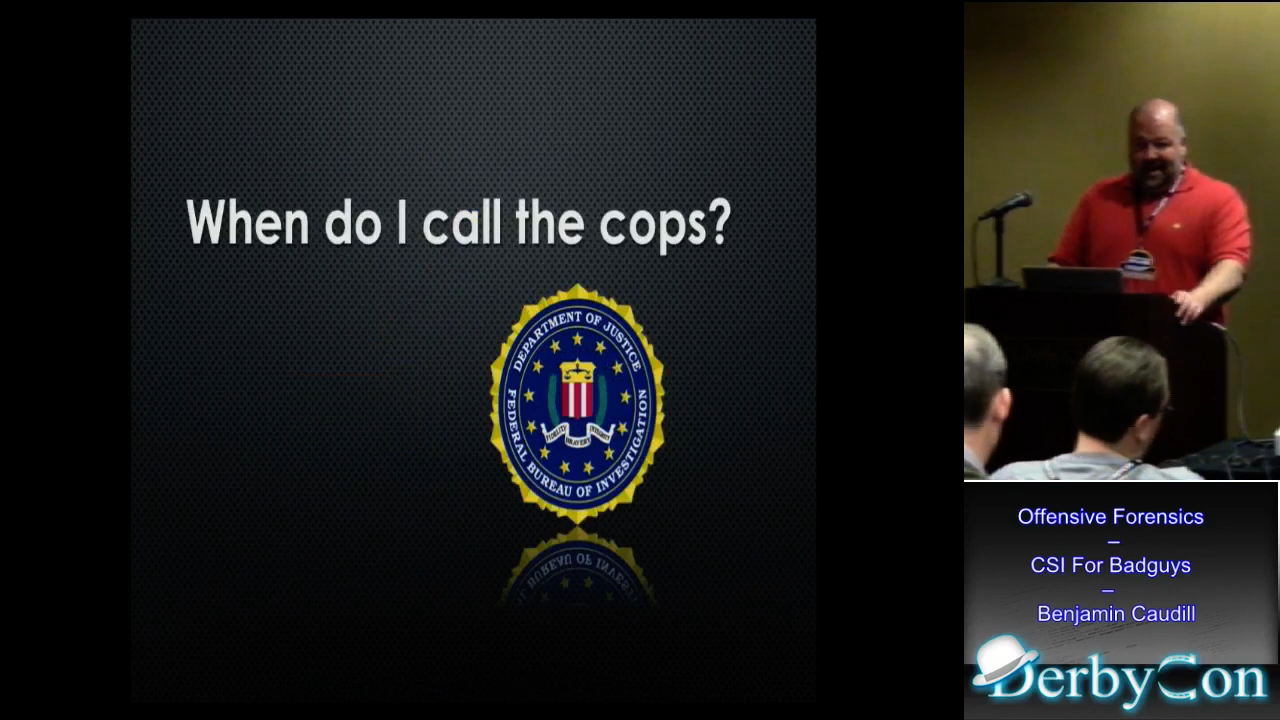 When do I call the cops?
DEPARTMENT OF JUSTICE
FEDERAL BUREAU OF INVESTIGATION
FIDELITY
BRAVERY
INTEGRITY
Offensive Forensics
–
CSI For Badguys
–
Benjamin Caudill
DerbyCon